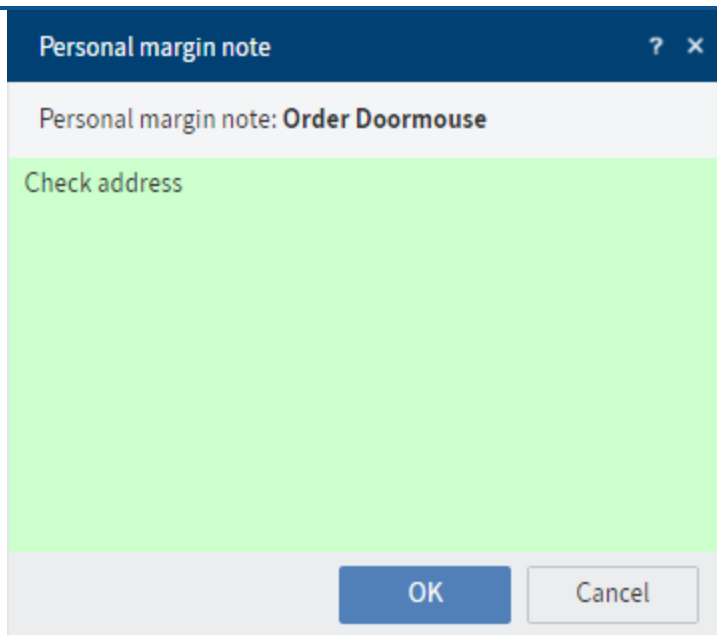 Personal margin note ? ×
Personal margin note: Order Doormouse
Check address
OK Cancel